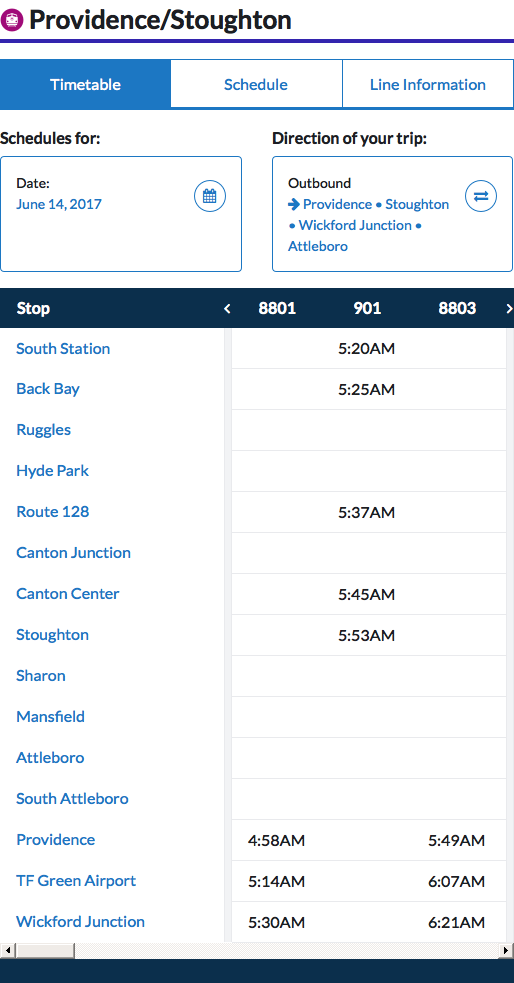 Providence/Stoughton
Timetable Schedule Line Information
Schedules for: Direction of your trip:
Date:
June 14, 2017
Outbound
Providence • Stoughton
• Wickford Junction •
Attleboro
Stop 8801 901 8803
South Station 5:20AM
Back Bay 5:25AM
Ruggles
Hyde Park
Route 128 5:37AM
Canton Junction
Canton Center 5:45AM
Stoughton 5:53AM
Sharon
Mansfield
Attleboro
South Attleboro
Providence 4:58AM 5:49AM
TF Green Airport 5:14AM 6:07AM
Wickford Junction 5:30AM 6:21AM